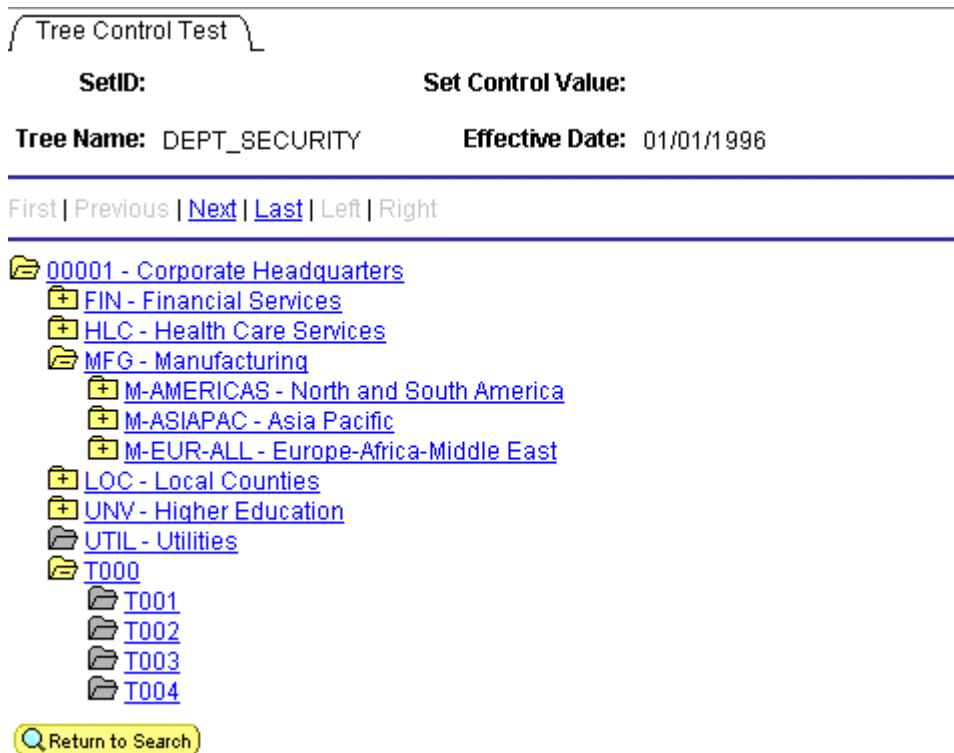 Tree Control Test
SetID: Set Control Value:
Tree Name: DEPT_SECURITY Effective Date: 01/01/1996
First | Previous | Next | Last | Left | Right
00001 - Corporate Headquarters
FIN - Financial Services
HLC - Health Care Services
MFG - Manufacturing
M-AMERICAS - North and South America
M-ASIAPAC - Asia Pacific
M-EUR-ALL - Europe-Africa-Middle East
LOC - Local Counties
UNV - Higher Education
UTIL - Utilities
T000
T001
T002
T003
T004
Return to Search